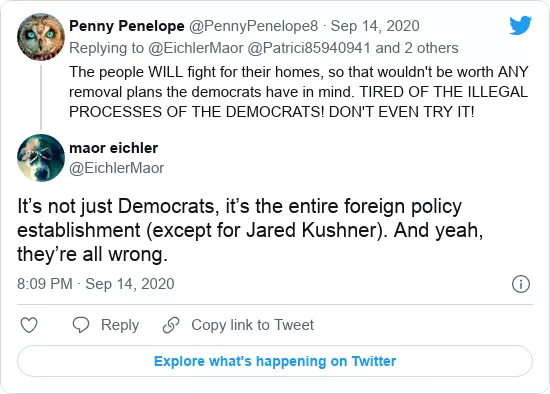 Penny Penelope @PennyPenelope8 · Sep 14, 2020
Replying to @EichlerMaor @Patrici85940941 and 2 others
The people WILL fight for their homes, so that wouldn't be worth ANY
removal plans the democrats have in mind. TIRED OF THE ILLEGAL
PROCESSES OF THE DEMOCRATS! DON'T EVEN TRY IT!
maor eichler
@EichlerMaor
It’s not just Democrats, it’s the entire foreign policy
establishment (except for Jared Kushner). And yeah,
they’re all wrong.
8:09 PM · Sep 14, 2020
Reply
Copy link to Tweet
Explore what's happening on Twitter